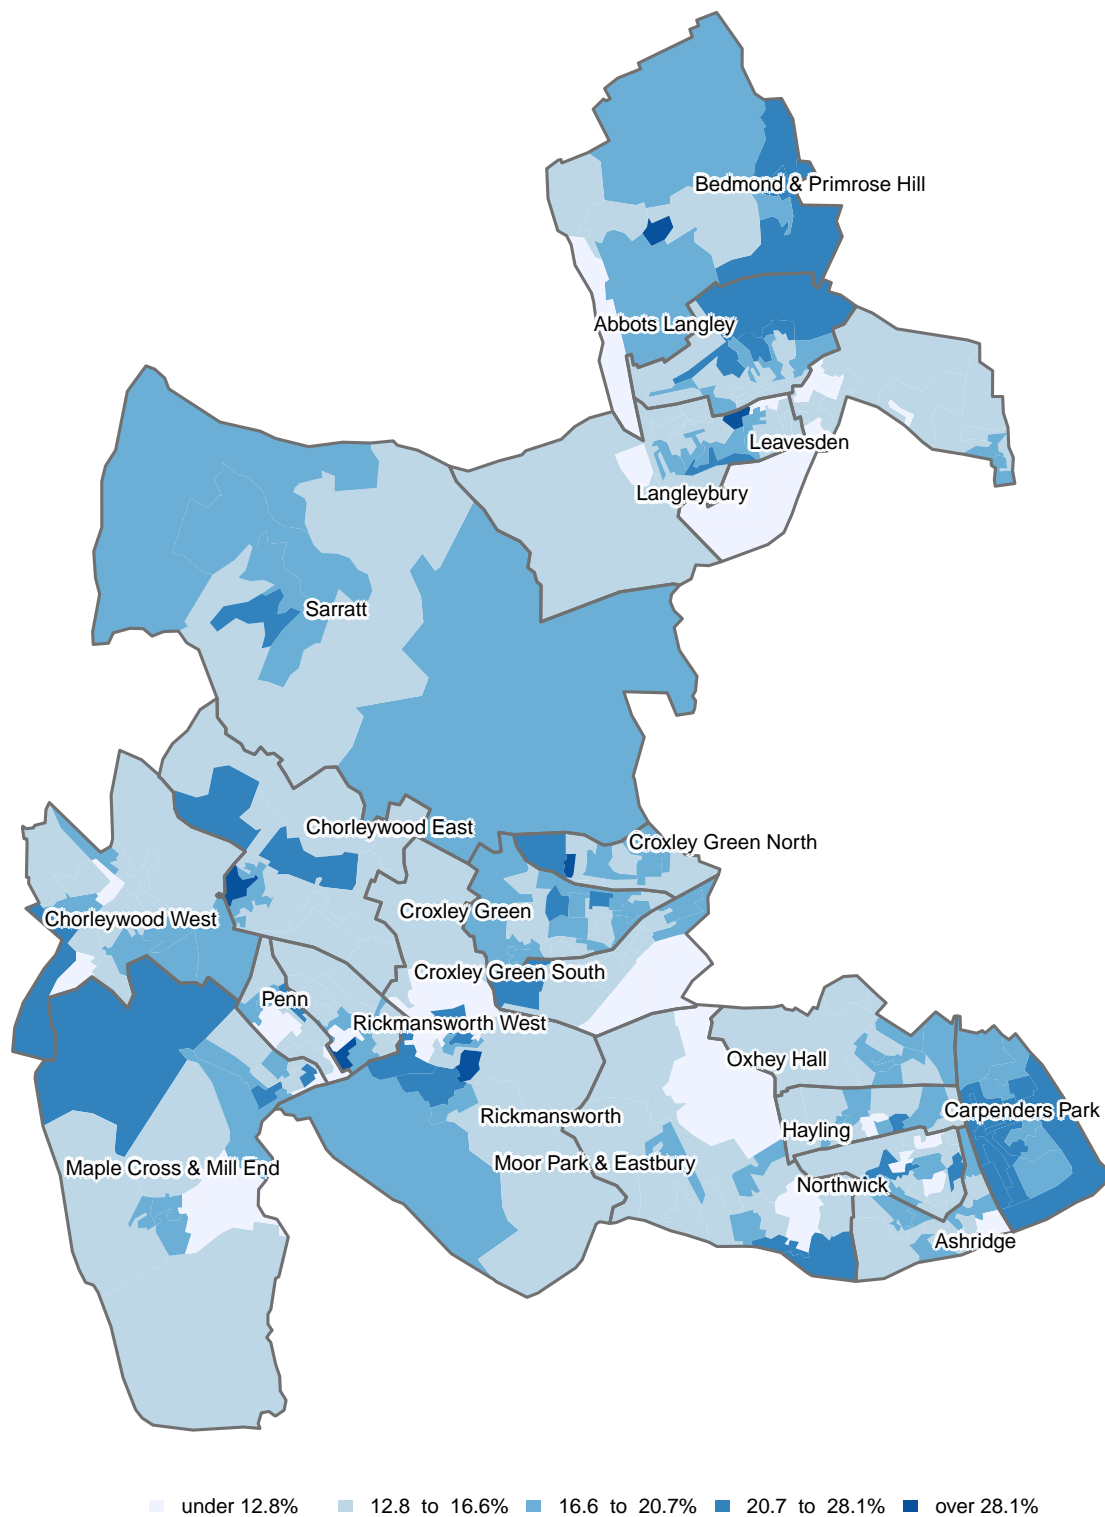 Bedmond & Primrose Hill
Abbots Langley
Leavesden
Langleybury
Sarratt
Chorleywood East
Croxley Green North
Croxley Green
Chorleywood West
Croxley Green South
Penn
Rickmansworth West
Oxhey Hall
Carpenders Park
Rickmansworth
Hayling
Moor Park & Eastbury
Maple Cross & Mill End
Northwick
Ashridge
under 12.8% 12.8 to 16.6% 16.6 to 20.7% 20.7 to 28.1% over 28.1%